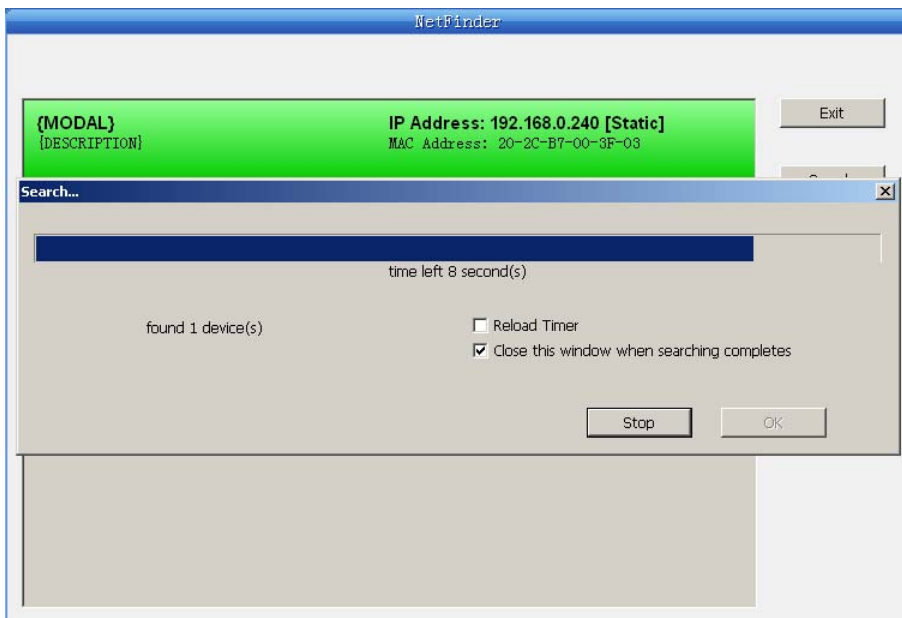 NetFinder
{MODAL}
IP Address: 192.168.0.240 [Static]
Exit
{DESCRIPTION}
MAC Address: 20-2C-B7-00-3F-03
Search...
time left 8 second(s)
found 1 device(s)
Reload Timer
Close this window when searching completes
Stop
OK